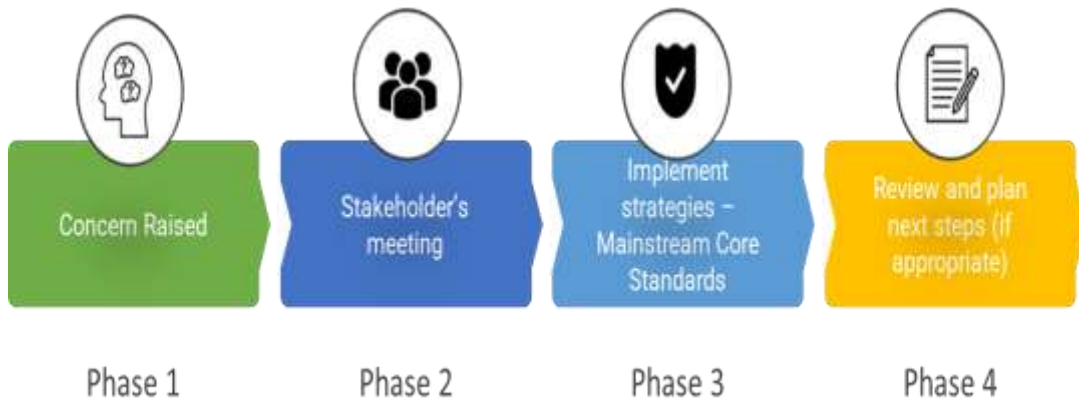 Concern Raised
Stakeholder's
meeting
Implement
strategies –
Mainstream Core
Standards
Review and plan
next steps (if
appropriate)
Phase 1
Phase 2
Phase 3
Phase 4